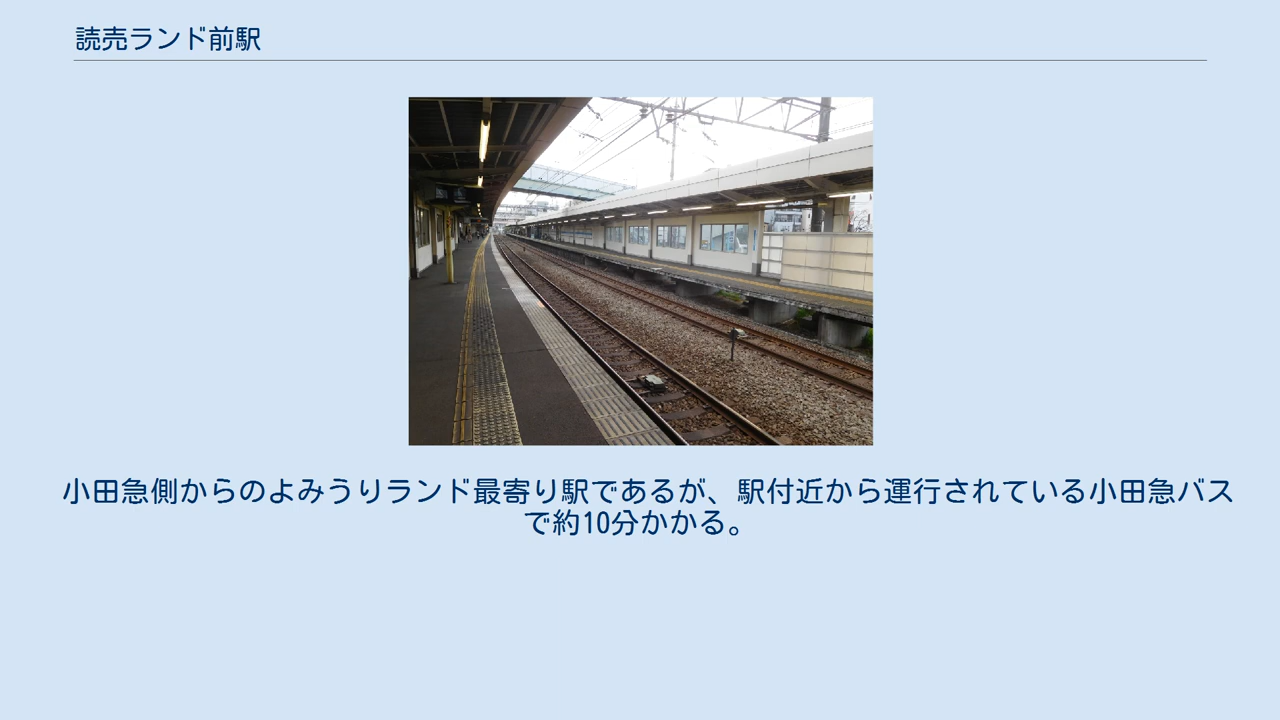 読売ランド前駅
小田急側からのよみうりランド最寄り駅であるが、駅付近から運行されている小田急バス
で約10分かかる。